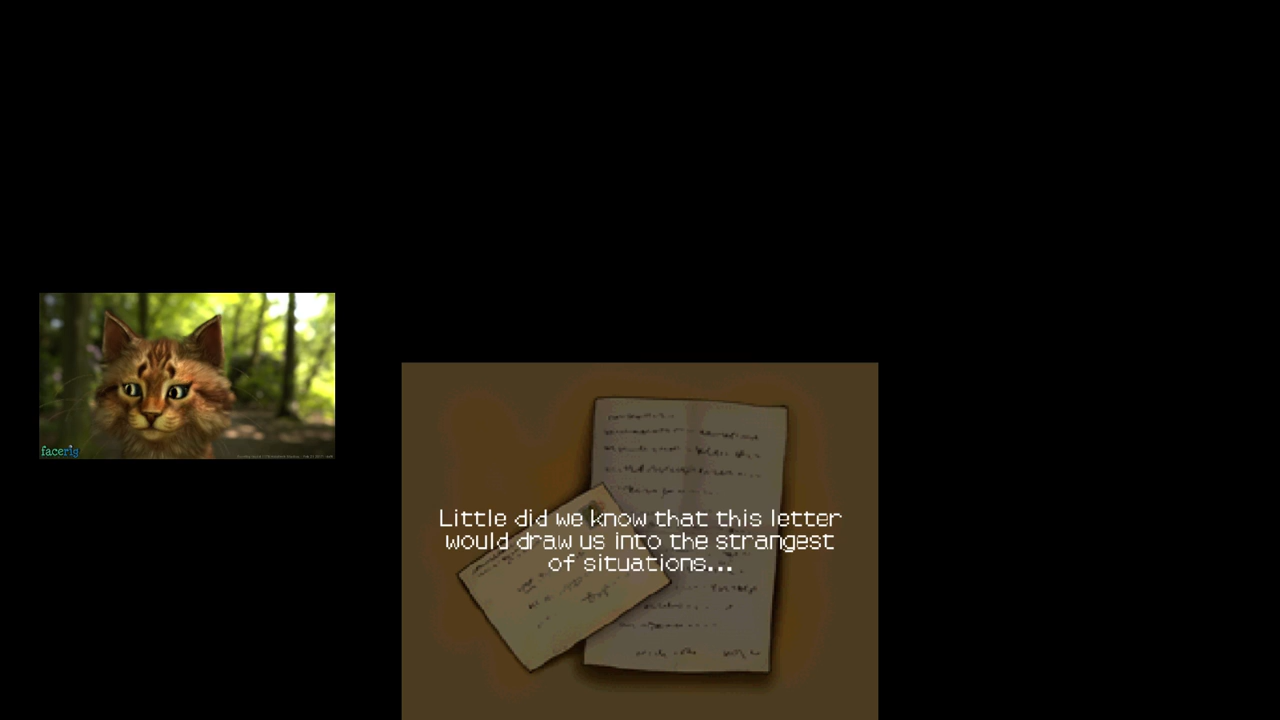 facerig
Little did we know that this letter
would draw us into the strangest
of situations...